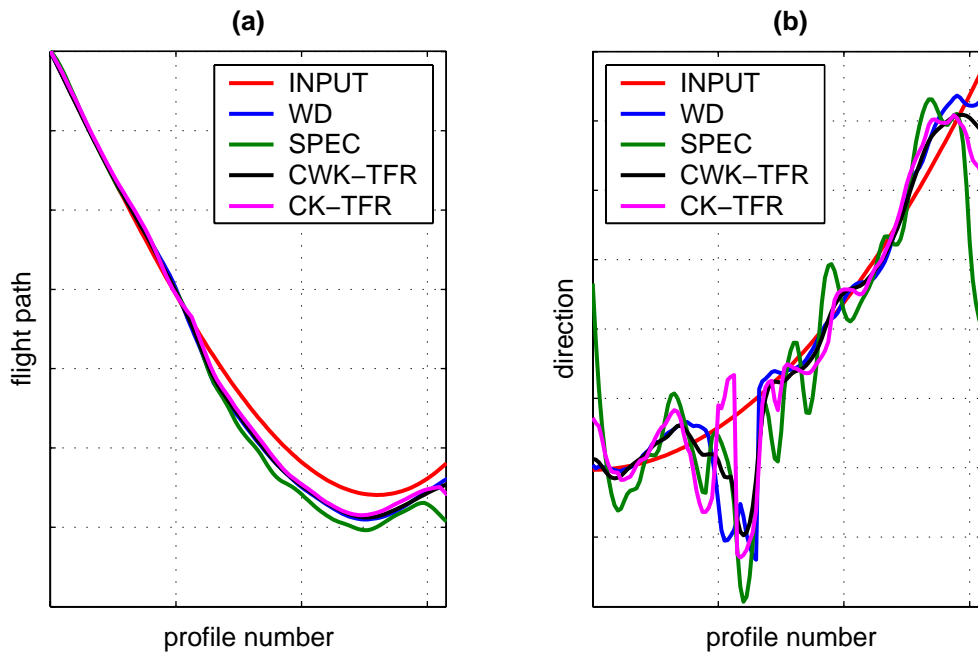 (a)
INPUT
WD
SPEC
CWK−TFR
CK−TFR
flight path
profile number
(b)
INPUT
WD
SPEC
CWK−TFR
CK−TFR
direction
profile number